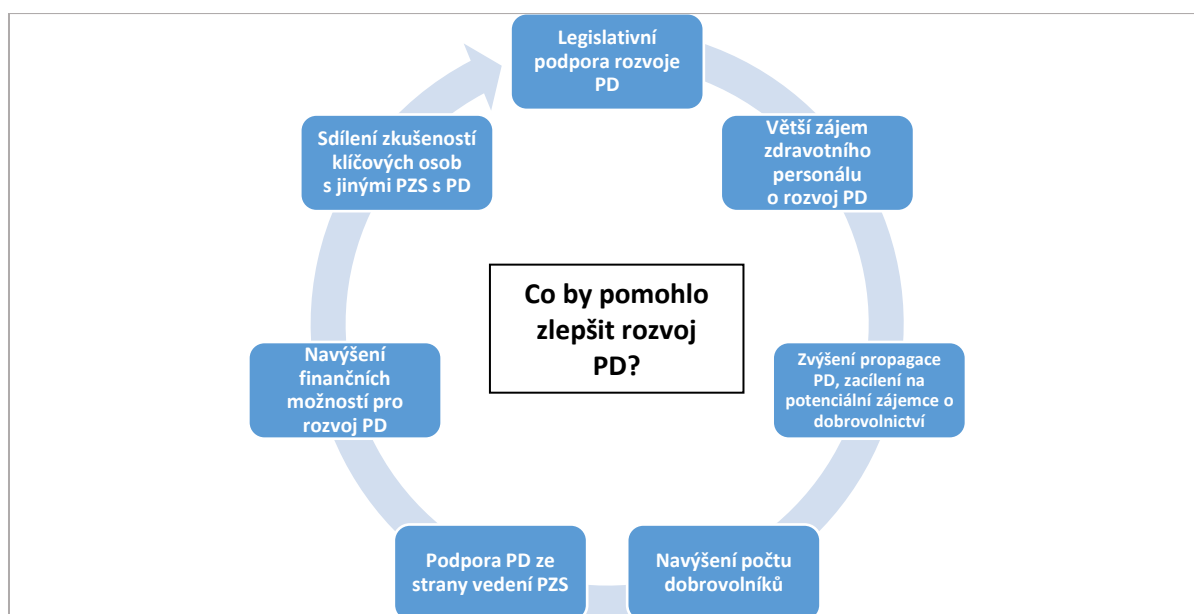 Legislativní
podpora rozvoje
PD
Větší zájem
zdravotního
personálu
o rozvoj PD
Zvýšení propagace
PD, zacílení na
potenciální zájemce o
dobrovolnictví
Navýšení počtu
dobrovolníků
Podpora PD ze
strany vedení PZS
Navýšení
finančních
možností pro
rozvoj PD
Sdílení zkušeností
klíčových osob
s jinými PZS s PD
Co by pomohlo
zlepšit rozvoj
PD?